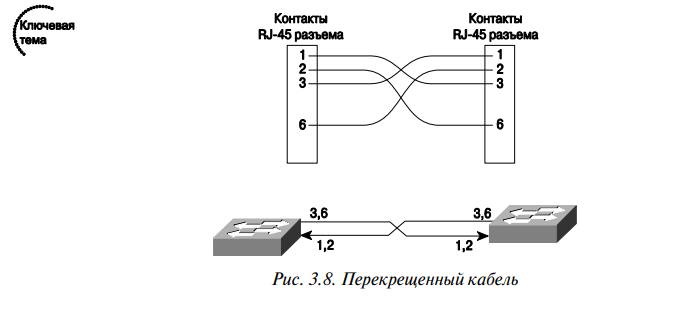 Ключевая
тема
Контакты
RJ-45 разъема
Контакты
RJ-45 разъема
1
2
3
6
1
2
3
6
3,6
3,6
1,2
1,2
Рис. 3.8. Перекрещенный кабель